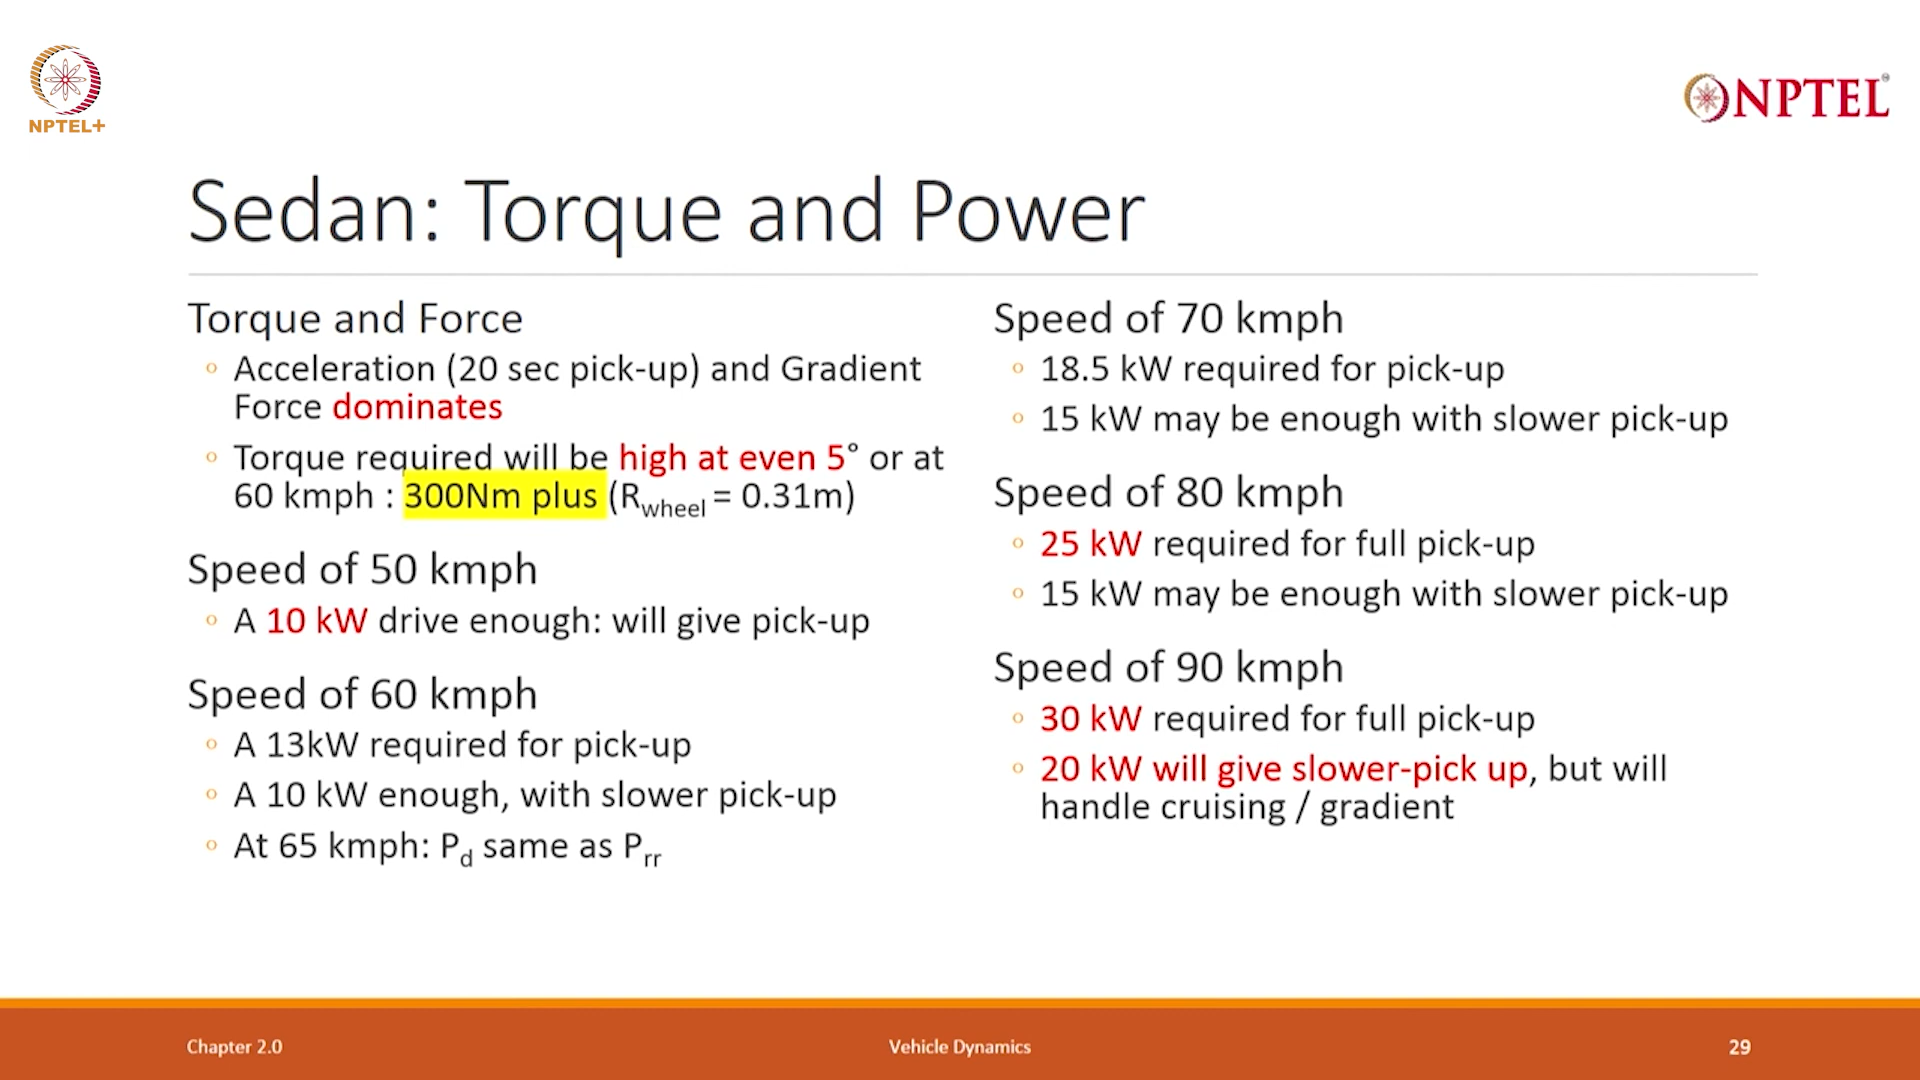 NPTEL+
NPTEL
Sedan: Torque and Power
Torque and Force
◦ Acceleration (20 sec pick-up) and Gradient
Force dominates
◦ Torque required will be high at even 5° or at
60 kmph : 300Nm plus (Rwheel = 0.31m)
Speed of 50 kmph
◦ A 10 kW drive enough: will give pick-up
Speed of 60 kmph
◦ A 13kW required for pick-up
◦ A 10 kW enough, with slower pick-up
◦ At 65 kmph: Pd same as Prr
Speed of 70 kmph
◦ 18.5 kW required for pick-up
◦ 15 kW may be enough with slower pick-up
Speed of 80 kmph
◦ 25 kW required for full pick-up
◦ 15 kW may be enough with slower pick-up
Speed of 90 kmph
◦ 30 kW required for full pick-up
◦ 20 kW will give slower-pick up, but will
handle cruising / gradient
Chapter 2.0
Vehicle Dynamics
29